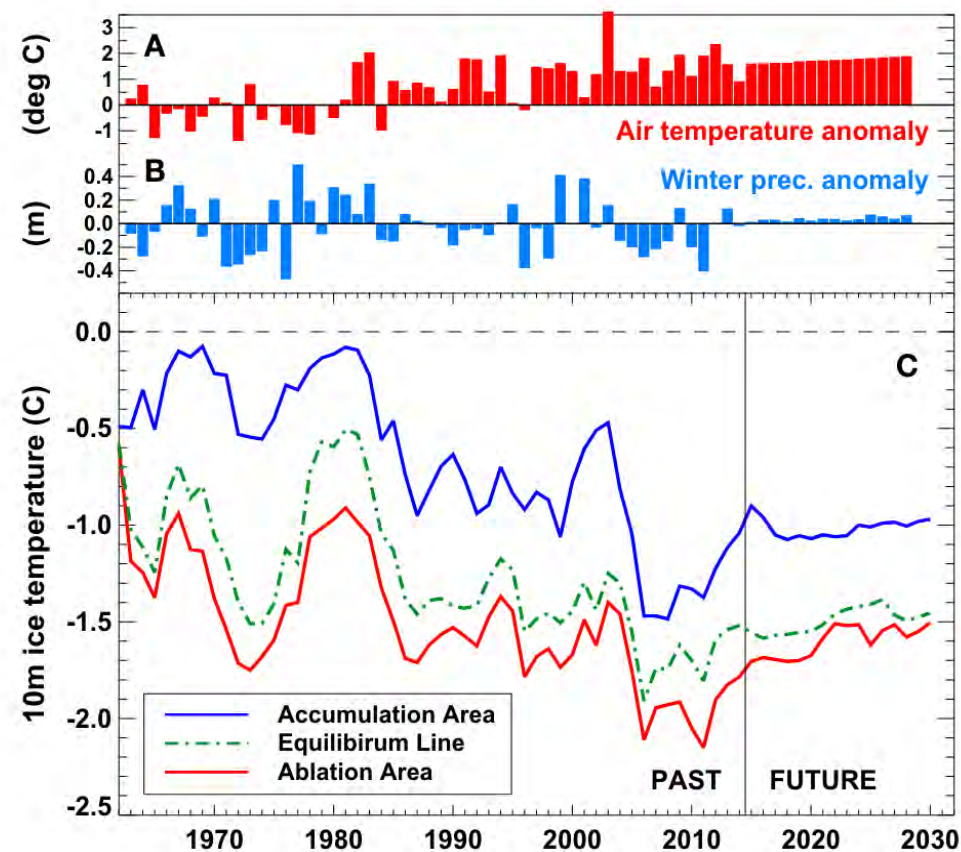 A
3
2
1
0
-1
(deg C)
Air temperature anomaly
B
0.4
0.2
0.0
-0.2
-0.4
(m)
Winter prec. anomaly
C
0.0
-0.5
-1.0
-1.5
-2.0
-2.5
10m ice temperature (C)
Accumulation Area
Equilibirum Line
Ablation Area
PAST
FUTURE
1970 1980 1990 2000 2010 2020 2030